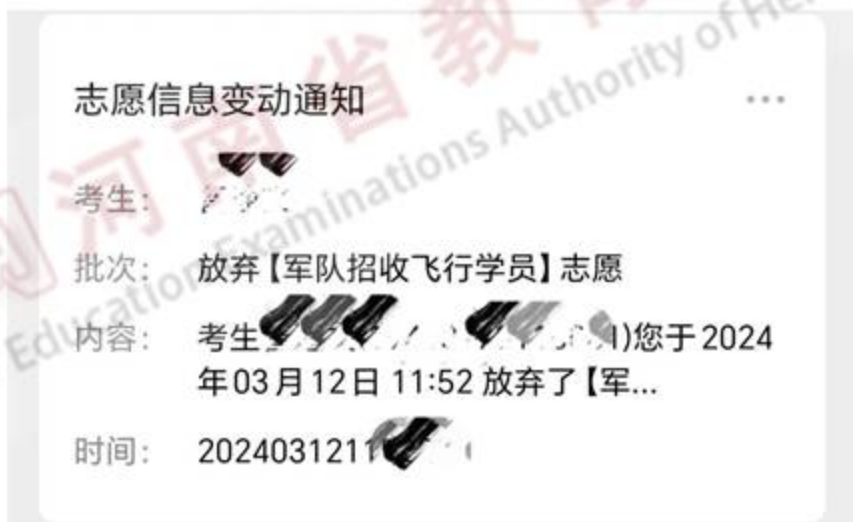 河南省教育
Education Examinations Authority of He
志愿信息变动通知
考生:
批次: 放弃【军队招收飞行学员】志愿
内容: 考生 1)您于2024
年03月12日 11:52 放弃了【军...
时间: 2024031211